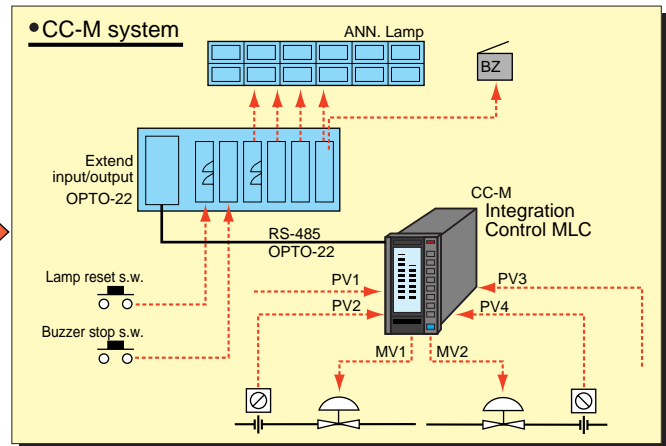 •CC-M system
ANN. Lamp
BZ
Extend
input/output
OPTO-22
CC-M
Integration
Control MLC
RS-485
OPTO-22
Lamp reset s.w.
PV1
PV3
PV2
PV4
Buzzer stop s.w.
MV1
MV2